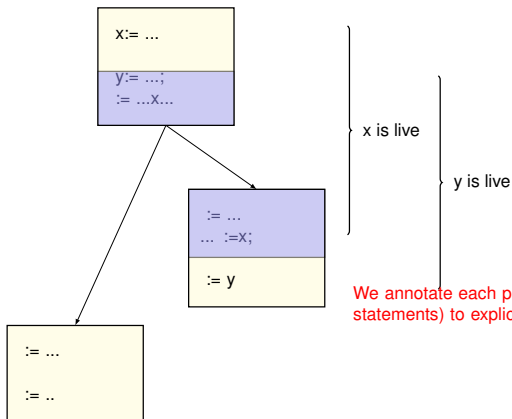 x:= ...
y:= ...;
:= ...x...
x is live
y is live
:= ...
... :=x;
:= y
We annotate each p
statements) to explic
:= ...
:= ..